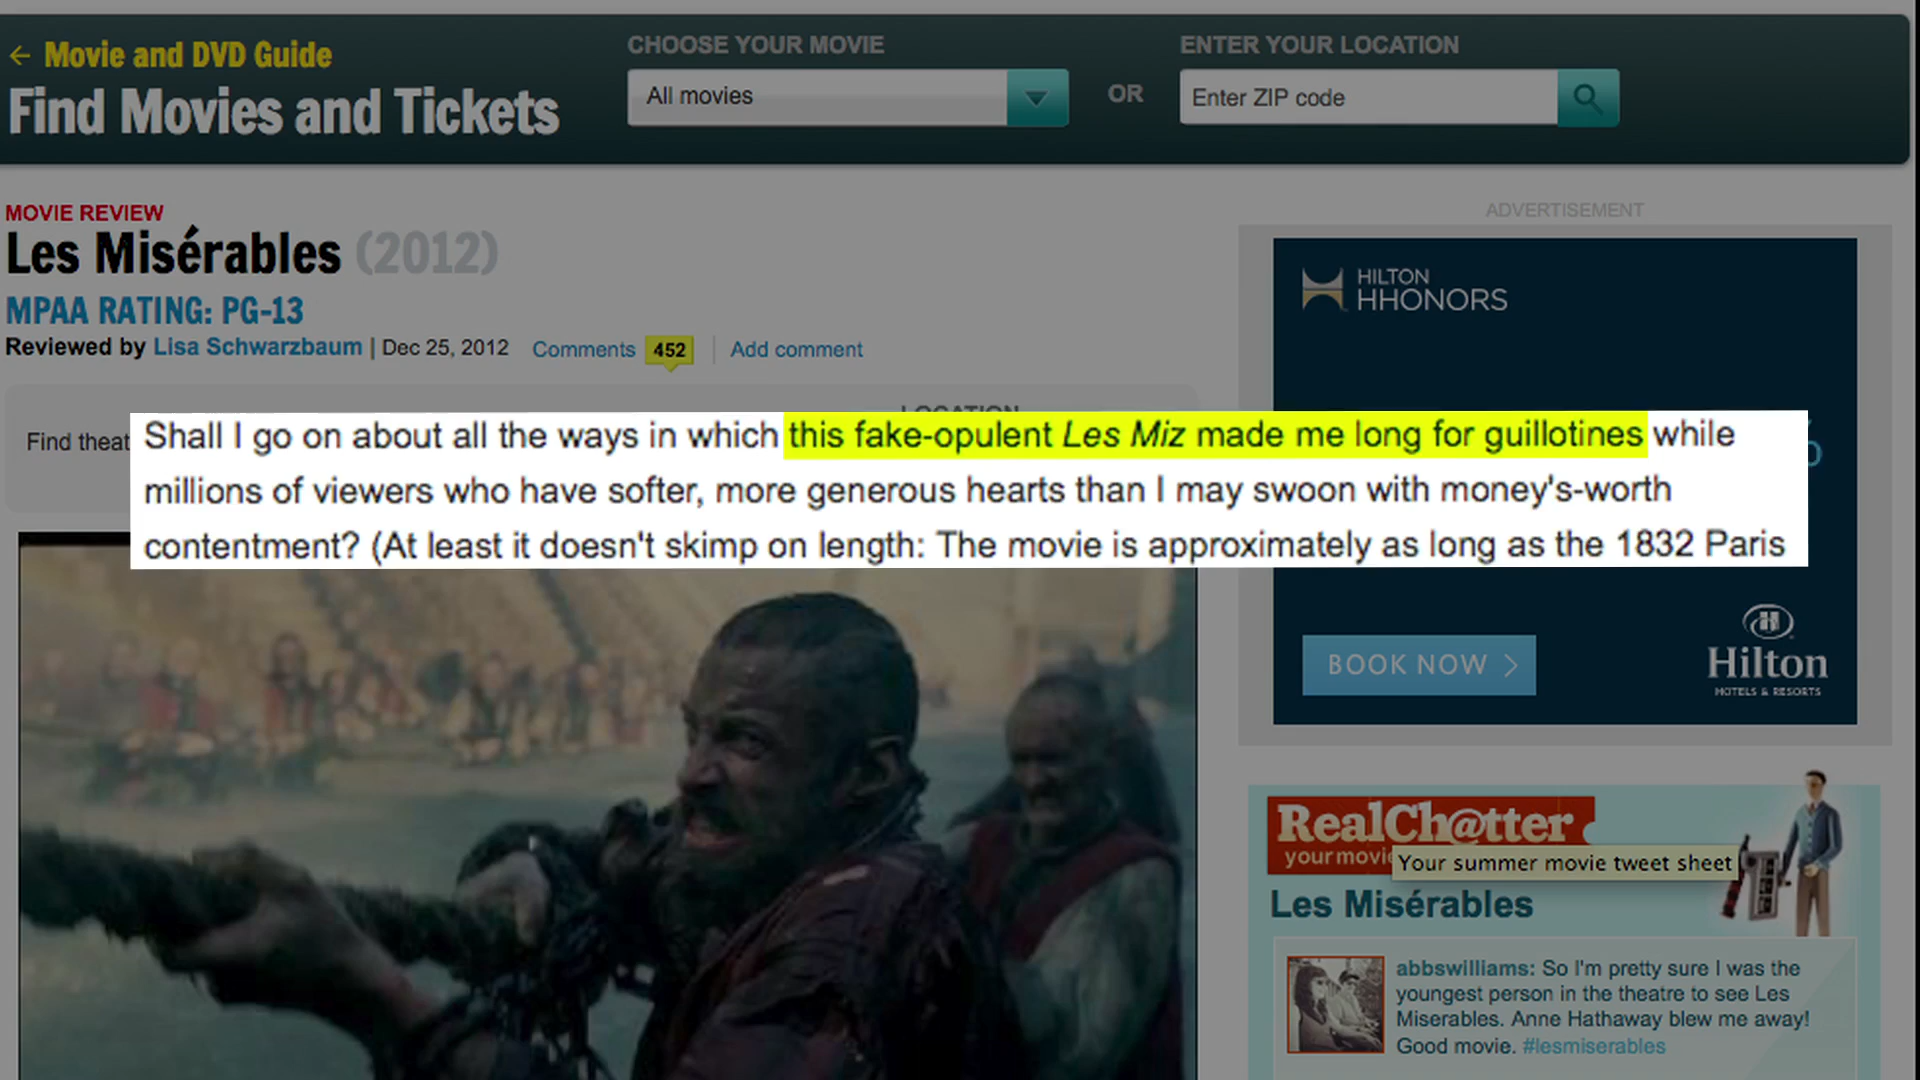 ← Movie and DVD Guide
Find Movies and Tickets
CHOOSE YOUR MOVIE
All movies
OR
ENTER YOUR LOCATION
Enter ZIP code
MOVIE REVIEW
Les Misérables (2012)
MPAA RATING: PG-13
Reviewed by Lisa Schwarzbaum | Dec 25, 2012 Comments 452 | Add comment
LOCATION
Find theat
Shall I go on about all the ways in which this fake-opulent Les Miz made me long for guillotines while
millions of viewers who have softer, more generous hearts than I may swoon with money's-worth
contentment? (At least it doesn't skimp on length: The movie is approximately as long as the 1832 Paris
ADVERTISEMENT
HILTON
HHONORS
BOOK NOW >
Hilton
HOTELS & RESORTS
RealCh@tter
your movie
Your summer movie tweet sheet
Les Misérables
abbswilliams: So I'm pretty sure I was the
youngest person in the theatre to see Les
Miserables. Anne Hathaway blew me away!
Good movie. #lesmiserables